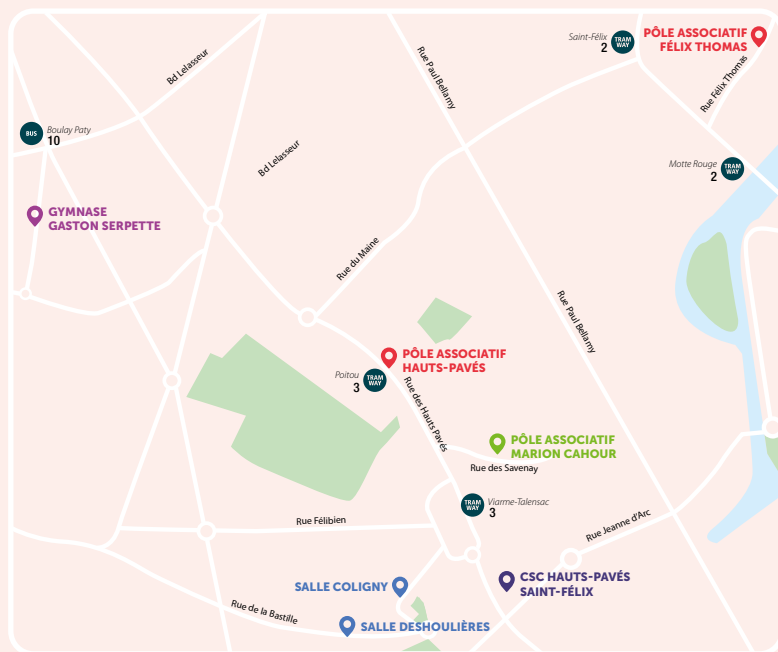 Saint-Félix
2
TRAM
WAY
PÔLE ASSOCIATIF
FÉLIX THOMAS
Rue Félix Thomas
Bd Lelasseur
Rue Paul Bellamy
BUS
Boulay Paty
10
Bd Lelasseur
Motte Rouge
2
TRAM
WAY
GYMNASE
GASTON SERPETTE
Rue du Maine
Rue Paul Bellamy
PÔLE ASSOCIATIF
HAUTS-PAVÉS
Poitou
3
TRAM
WAY
Rue des Hauts Pavés
PÔLE ASSOCIATIF
MARION CAHOUR
Rue des Savenay
TRAM
WAY
Viarme-Talensac
3
Rue Félibien
Rue Jeanne d'Arc
CSC HAUTS-PAVÉS
SAINT-FÉLIX
SALLE COLIGNY
Rue de la Bastille
SALLE DESHOULIÈRES